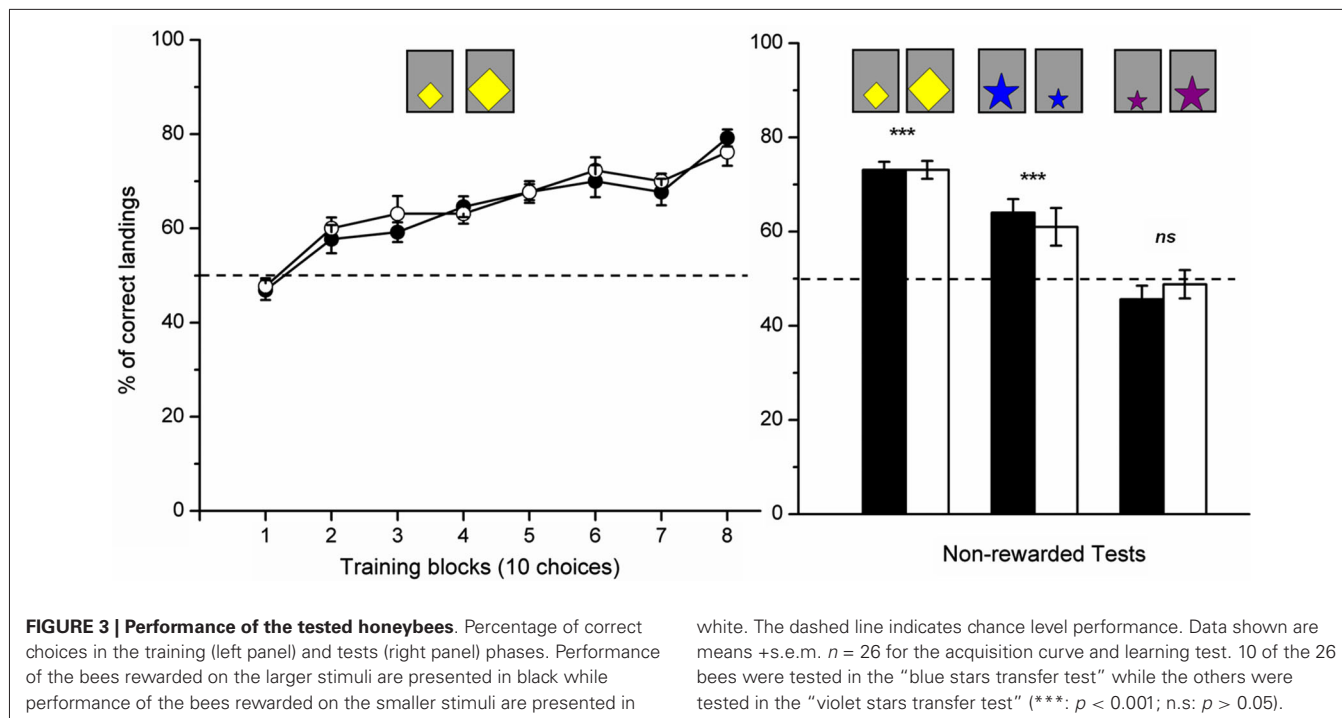 100
80
60
40
20
0
% of correct landings
1 2 3 4 5 6 7 8
Training blocks (10 choices)
100
80
60
40
20
0
***
***
ns
Non-rewarded Tests
FIGURE 3 | Performance of the tested honeybees. Percentage of correct
choices in the training (left panel) and tests (right panel) phases. Performance
of the bees rewarded on the larger stimuli are presented in black while
performance of the bees rewarded on the smaller stimuli are presented in
white. The dashed line indicates chance level performance. Data shown are
means +s.e.m. n = 26 for the acquisition curve and learning test. 10 of the 26
bees were tested in the “blue stars transfer test” while the others were
tested in the “violet stars transfer test” (***: p < 0.001; n.s: p > 0.05).